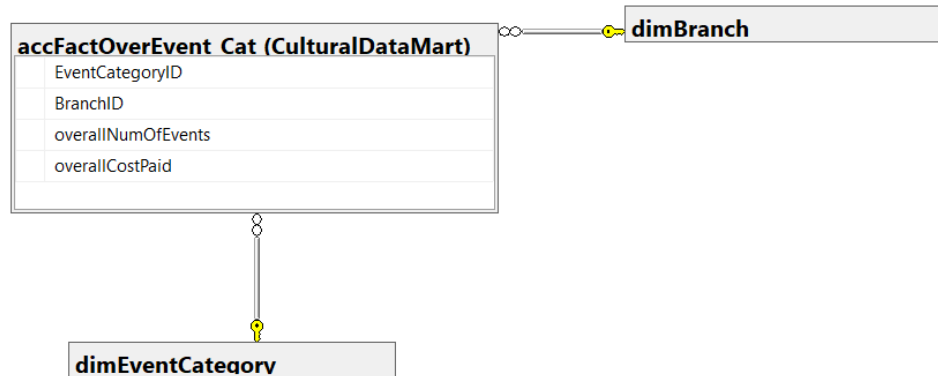 accFactOverEvent_Cat (CulturalDataMart)
EventCategoryID
BranchID
overallNumOfEvents
overallCostPaid
dimBranch
dimEventCategory